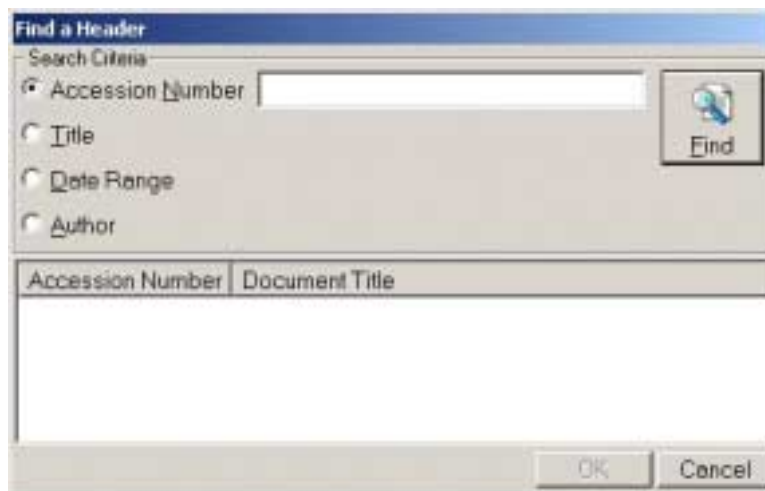 Find a Header
Search Criteria
Accession Number
Title
Date Range
Author
Find
Accession Number Document Title
OK Cancel